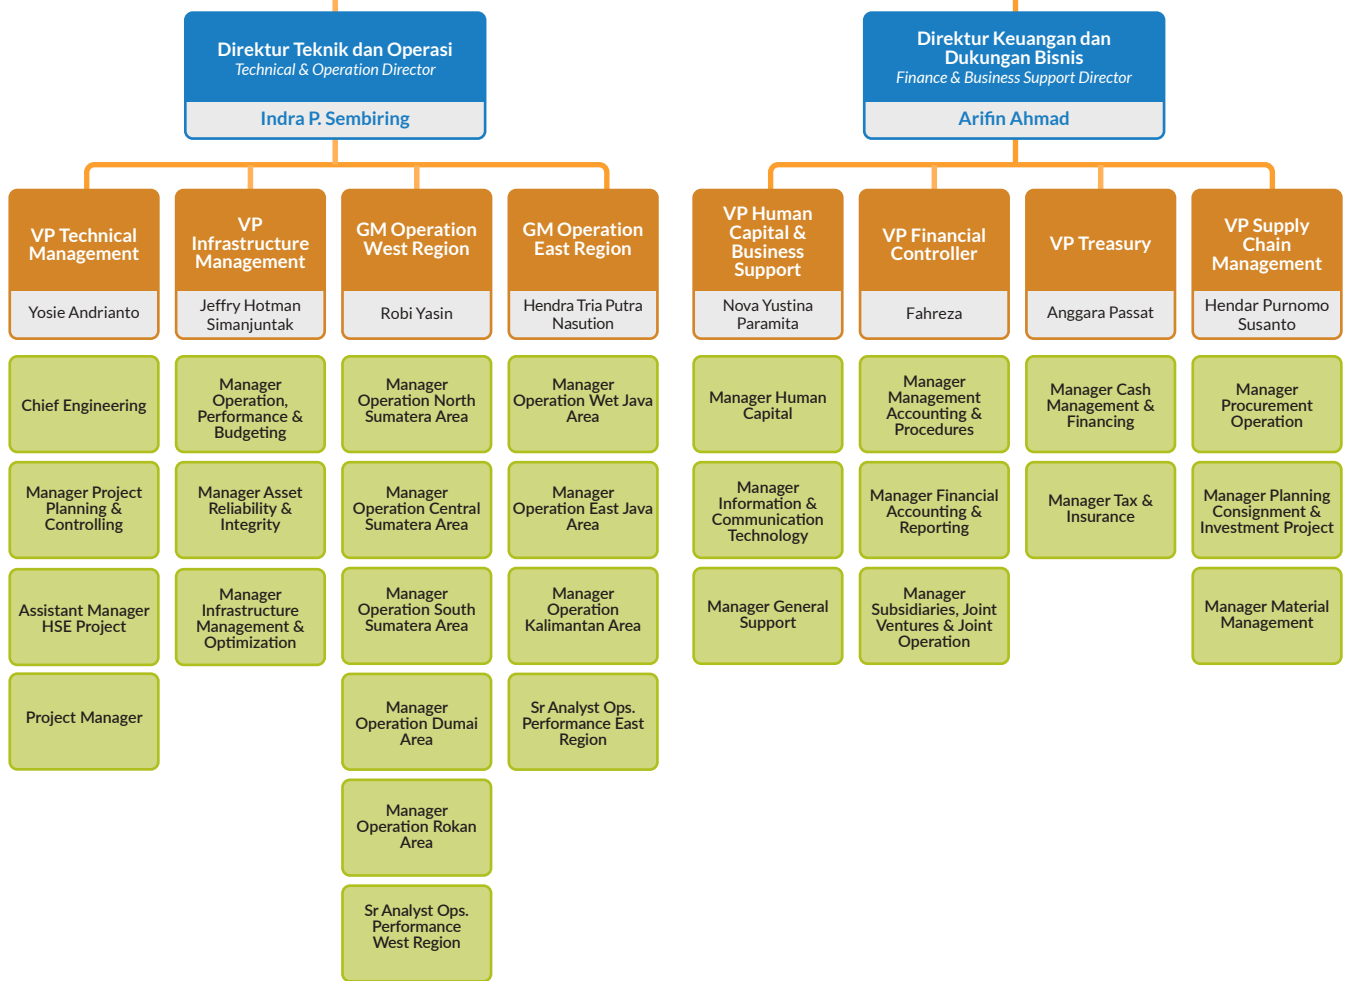 Direktur Teknik dan Operasi
Technical & Operation Director
Indra P. Sembiring
Direktur Keuangan dan
Dukungan Bisnis
Finance & Business Support Director
Arifin Ahmad
VP Technical
Management
Yosie Andrianto
VP
Infrastructure
Management
Jeffry Hotman
Simanjuntak
GM Operation
West Region
Robi Yasin
GM Operation
East Region
Hendra Tria Putra
Nasution
VP Human
Capital &
Business
Support
Nova Yustina
Paramita
VP Financial
Controller
Fahreza
VP Treasury
Anggara Passat
VP Supply
Chain
Management
Hendar Purnomo
Susanto
Chief Engineering
Manager Project
Planning &
Controlling
Assistant Manager
HSE Project
Project Manager
Manager
Operation,
Performance &
Budgeting
Manager Asset
Reliability &
Integrity
Manager
Infrastructure
Management &
Optimization
Manager
Operation North
Sumatera Area
Manager
Operation Central
Sumatera Area
Manager
Operation South
Sumatera Area
Manager
Operation Dumai
Area
Manager
Operation Rokan
Area
Sr Analyst Ops.
Performance
West Region
Manager
Operation Wet Java
Area
Manager
Operation East Java
Area
Manager
Operation
Kalimantan Area
Sr Analyst Ops.
Performance East
Region
Manager Human
Capital
Manager
Information &
Communication
Technology
Manager General
Support
Manager
Management
Accounting &
Procedures
Manager Financial
Accounting &
Reporting
Manager
Subsidiaries, Joint
Ventures & Joint
Operation
Manager Cash
Management &
Financing
Manager Tax &
Insurance
Manager
Procurement
Operation
Manager Planning
Consignment &
Investment Project
Manager Material
Management